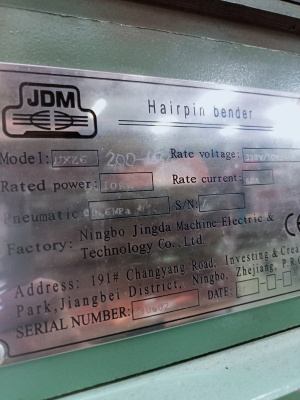 JDM
Hairpin bender
Model: 200 Rate voltage:
Rated power: Rate current:
Pneumatic S/N:
Factory: Ningbo Jingda Machine Electric &
Technology Co., Ltd.
Address: 191# Changyang Road, Investing & Crea
Park, Jiangbei District, Ningbo, Zhejiang, P R C
SERIAL NUMBER: DATE: